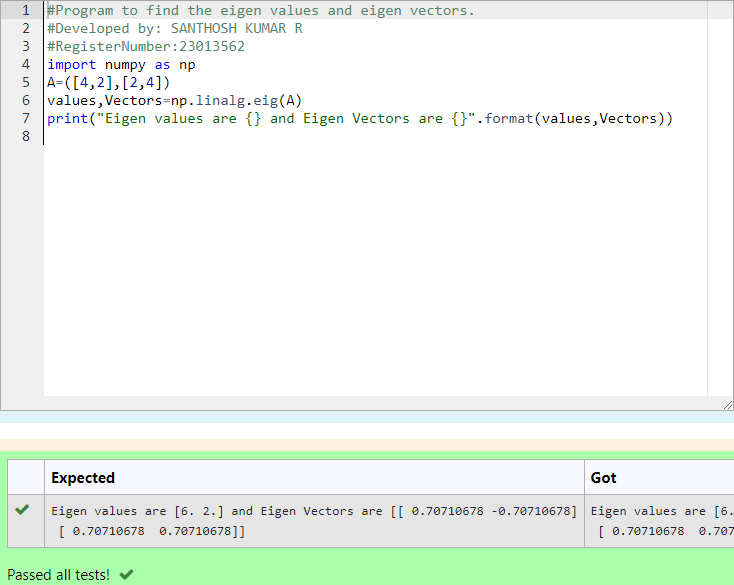 1 #Program to find the eigen values and eigen vectors.
2 #Developed by: SANTHOSH KUMAR R
3 #RegisterNumber:23013562
4 import numpy as np
5 A=([4,2],[2,4])
6 values,Vectors=np.linalg.eig(A)
7 print("Eigen values are {} and Eigen Vectors are {}".format(values,Vectors))
8
Expected Got
Eigen values are [6. 2.] and Eigen Vectors are [[ 0.70710678 -0.70710678] Eigen values are [6.
[ 0.70710678 0.70710678]] [ 0.70710678 0.707
Passed all tests!